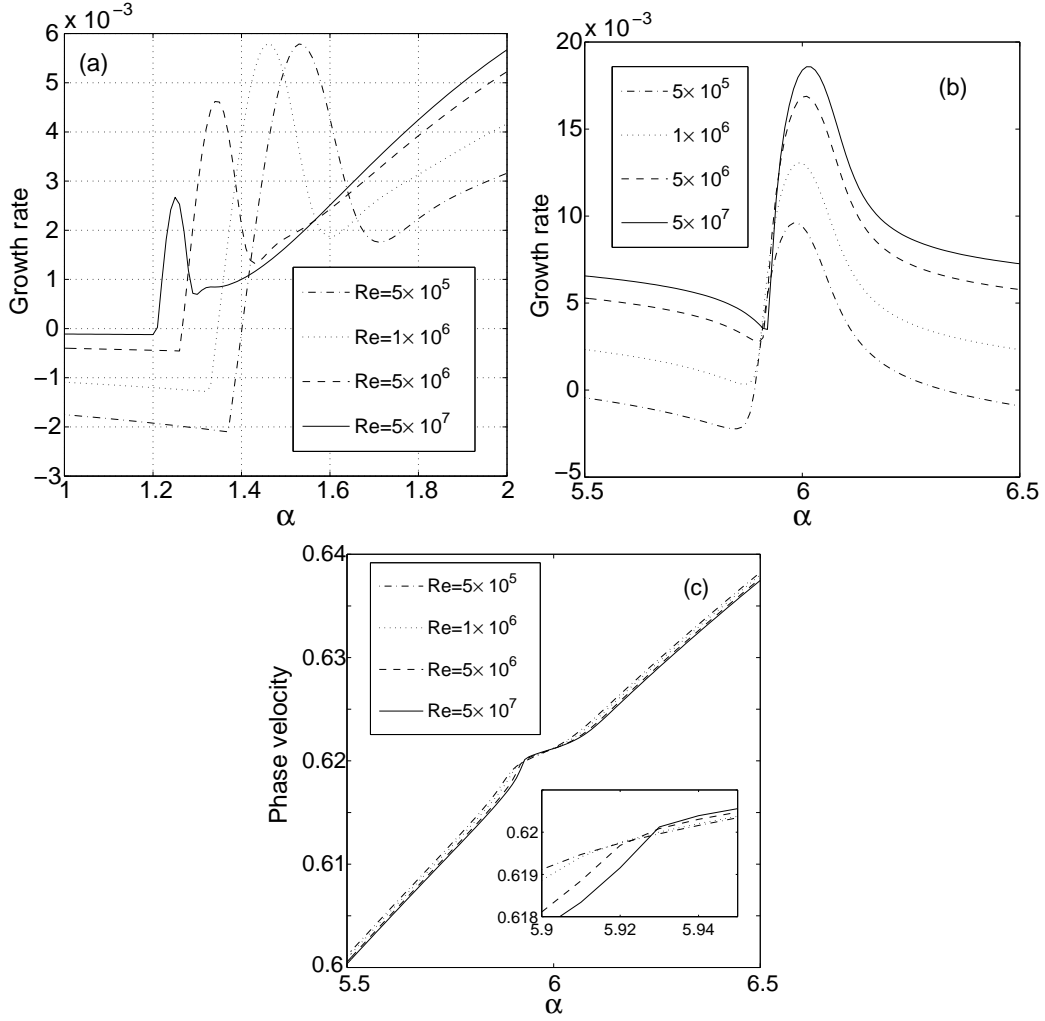 x 10⁻³
(a)
6
5
4
3
2
1
0
−1
−2
−3
Growth rate
Re=5× 10⁵
Re=1× 10⁶
Re=5× 10⁶
Re=5× 10⁷
1
1.2
1.4
1.6
1.8
2
α
x 10⁻³
(b)
20
15
10
5
0
−5
Growth rate
5× 10⁵
1× 10⁶
5× 10⁶
5× 10⁷
5.5
6
6.5
α
(c)
0.64
0.63
0.62
0.61
0.6
Phase velocity
Re=5× 10⁵
Re=1× 10⁶
Re=5× 10⁶
Re=5× 10⁷
0.62
0.619
0.618
5.9
5.92
5.94
5.5
6
6.5
α